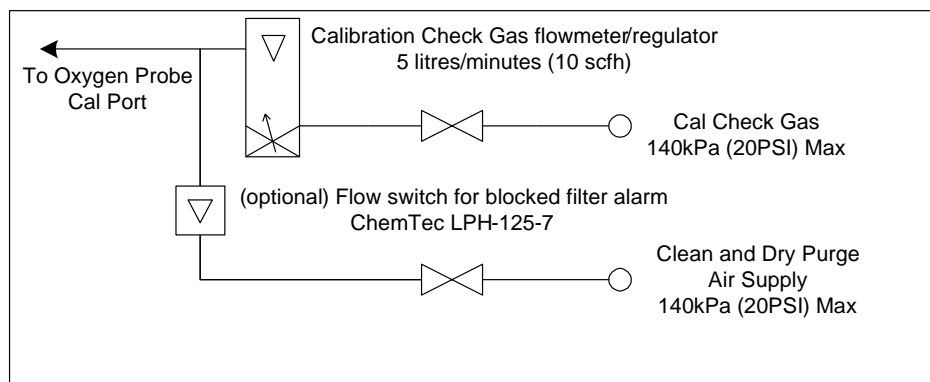 Calibration Check Gas flowmeter/regulator
5 litres/minutes (10 scfh)
To Oxygen Probe
Cal Port
Cal Check Gas
140kPa (20PSI) Max
(optional) Flow switch for blocked filter alarm
ChemTec LPH-125-7
Clean and Dry Purge
Air Supply
140kPa (20PSI) Max